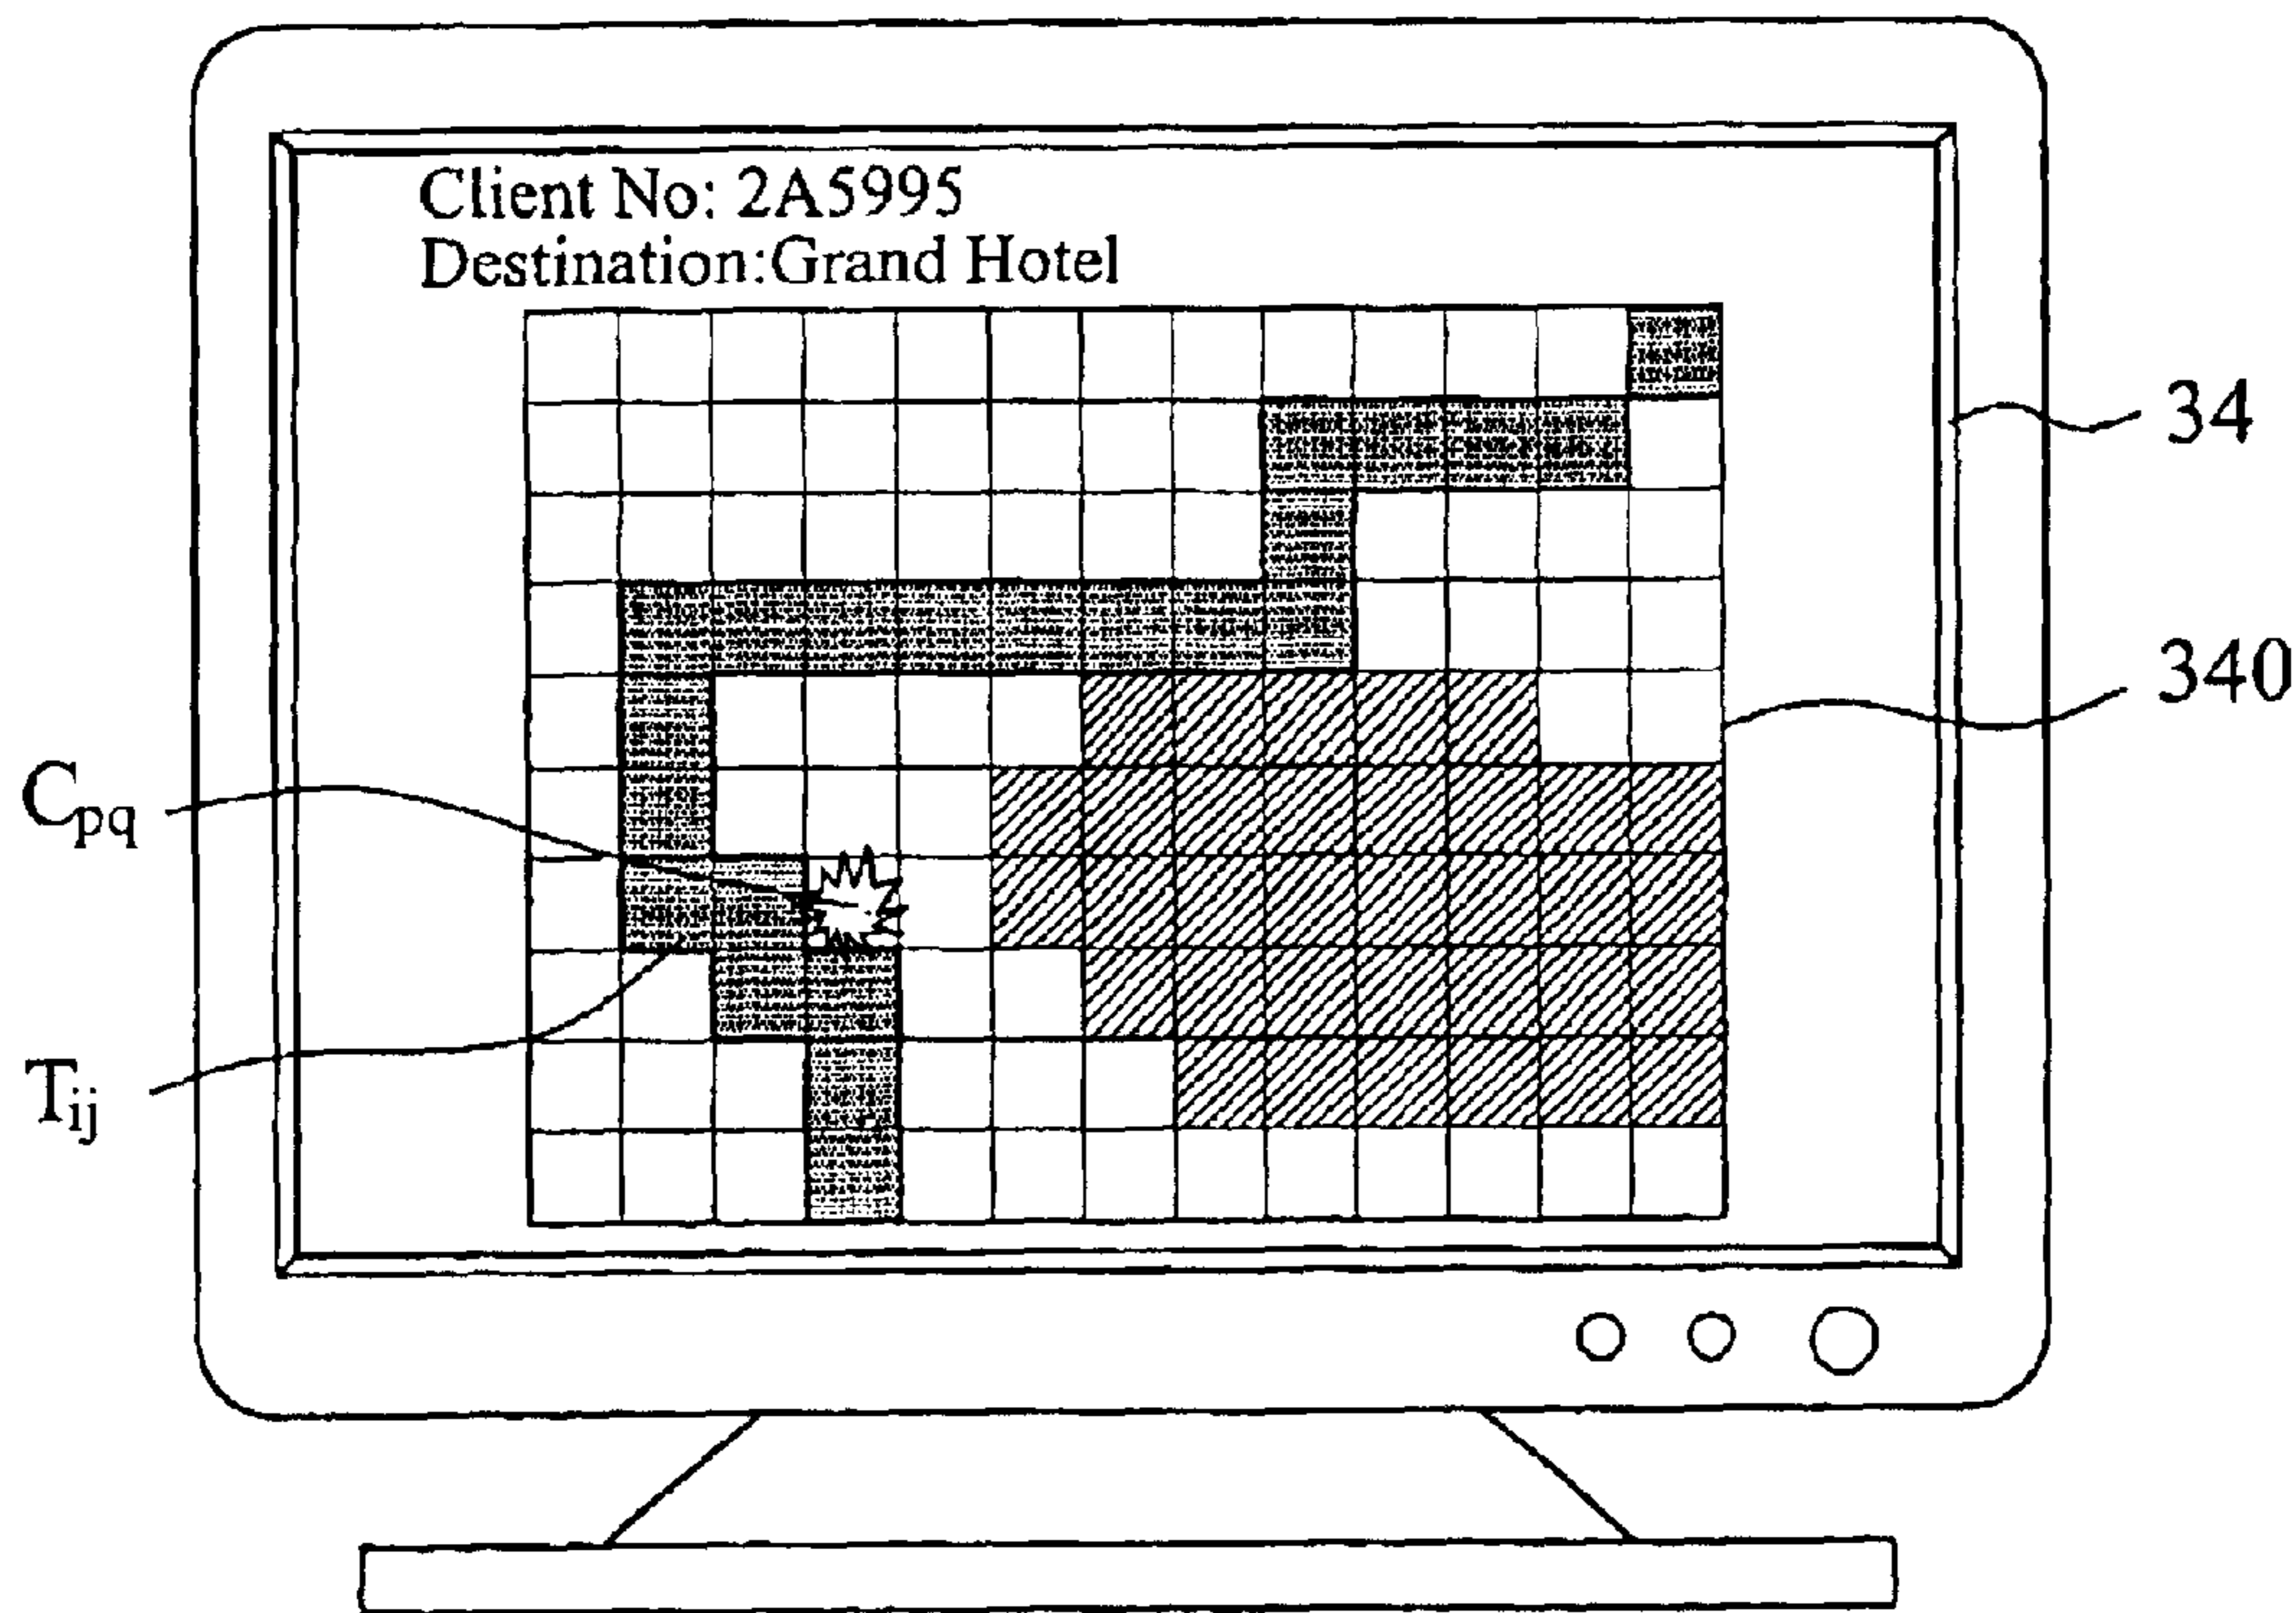 Client No: 2A5995
Destination:Grand Hotel
34
340
Cpq
Tij